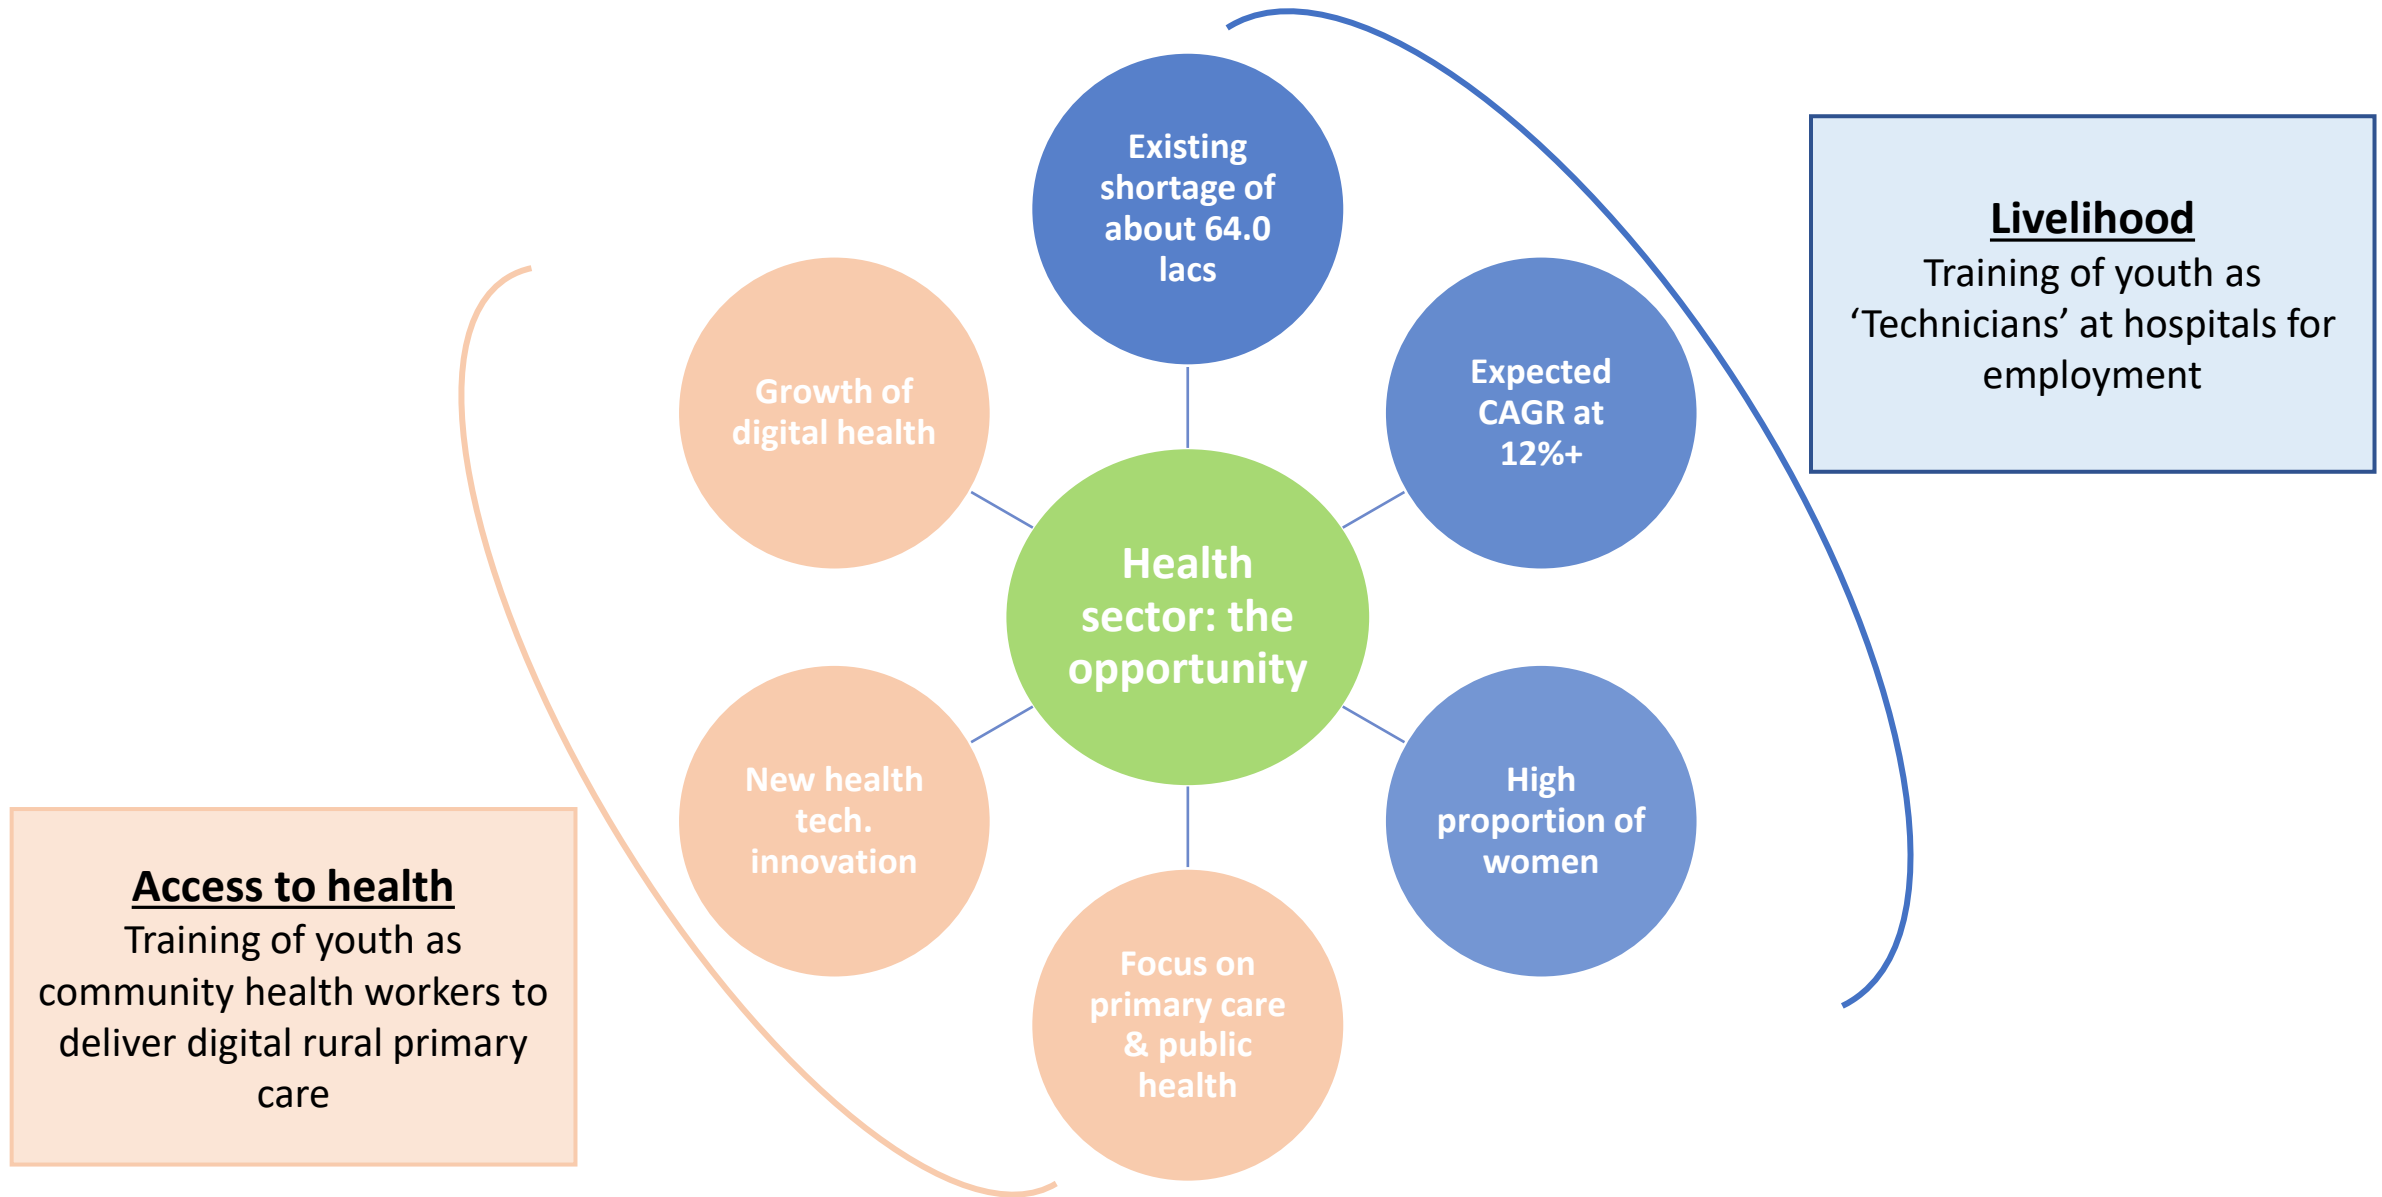 Existing
shortage of
about 64.0
lacs
Expected
CAGR at
12%+
High
proportion of
women
Focus on
primary care
& public
health
New health
tech.
innovation
Growth of
digital health
Health
sector: the
opportunity
Livelihood
Training of youth as
‘Technicians’ at hospitals for
employment
Access to health
Training of youth as
community health workers to
deliver digital rural primary
care